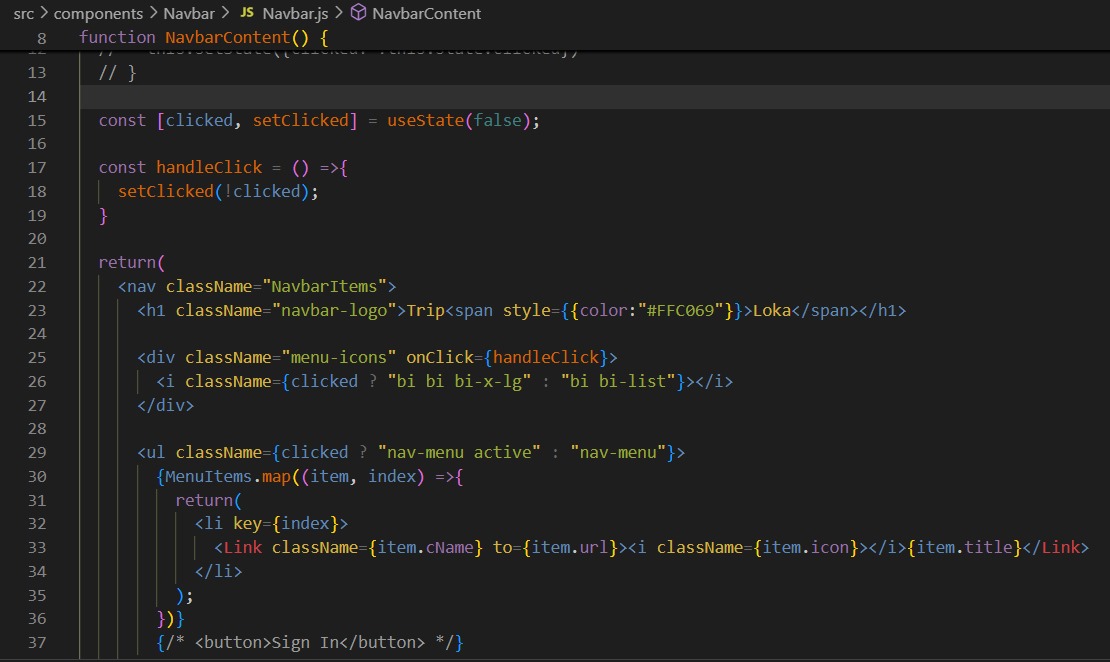 src > components > Navbar > JS Navbar.js > NavbarContent
8 function NavbarContent() {
13 // }
14
15 const [clicked, setClicked] = useState(false);
16
17 const handleClick = () =>{
18 setClicked(!clicked);
19 }
20
21 return(
22 <nav className="NavbarItems">
23 <h1 className="navbar-logo">Trip<span style={{color:"#FFC069"}}>Loka</span></h1>
24
25 <div className="menu-icons" onClick={handleClick}>
26 <i className={clicked ? "bi bi bi-x-lg" : "bi bi-list"}></i>
27 </div>
28
29 <ul className={clicked ? "nav-menu active" : "nav-menu"}>
30 {MenuItems.map((item, index) =>{
31 return(
32 <li key={index}>
33 <Link className={item.cName} to={item.url}><i className={item.icon}></i>{item.title}</Link>
34 </li>
35 );
36 })}
37 {/* <button>Sign In</button> */}